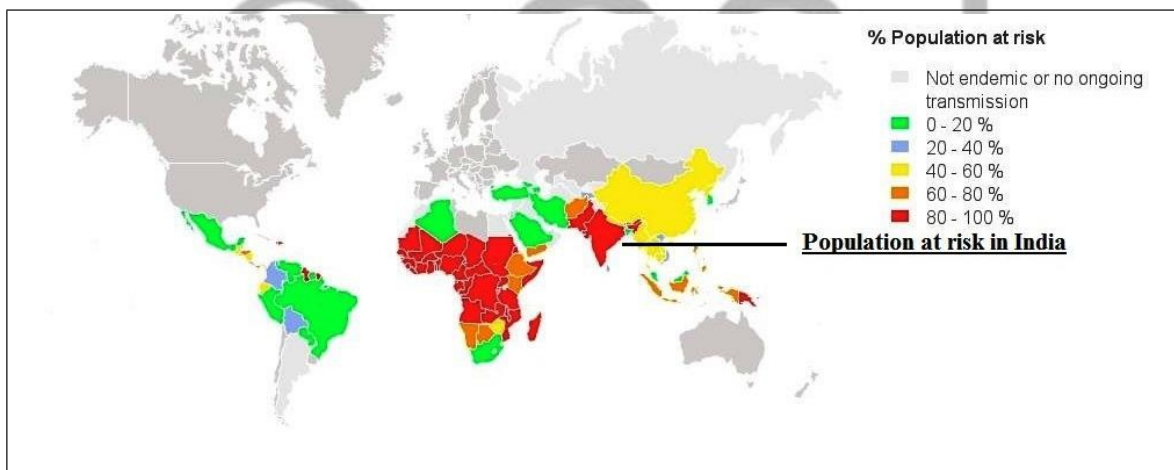 % Population at risk
Not endemic or no ongoing
transmission
0 - 20 %
20 - 40 %
40 - 60 %
60 - 80 %
80 - 100 %
Population at risk in India